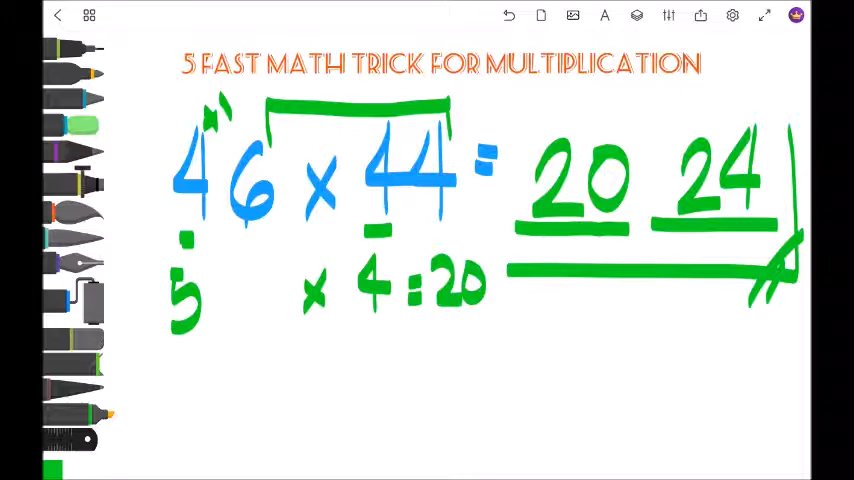 5 FAST MATH TRICK FOR MULTIPLICATION
46 x 44 = 20 24
5 x 4 = 20